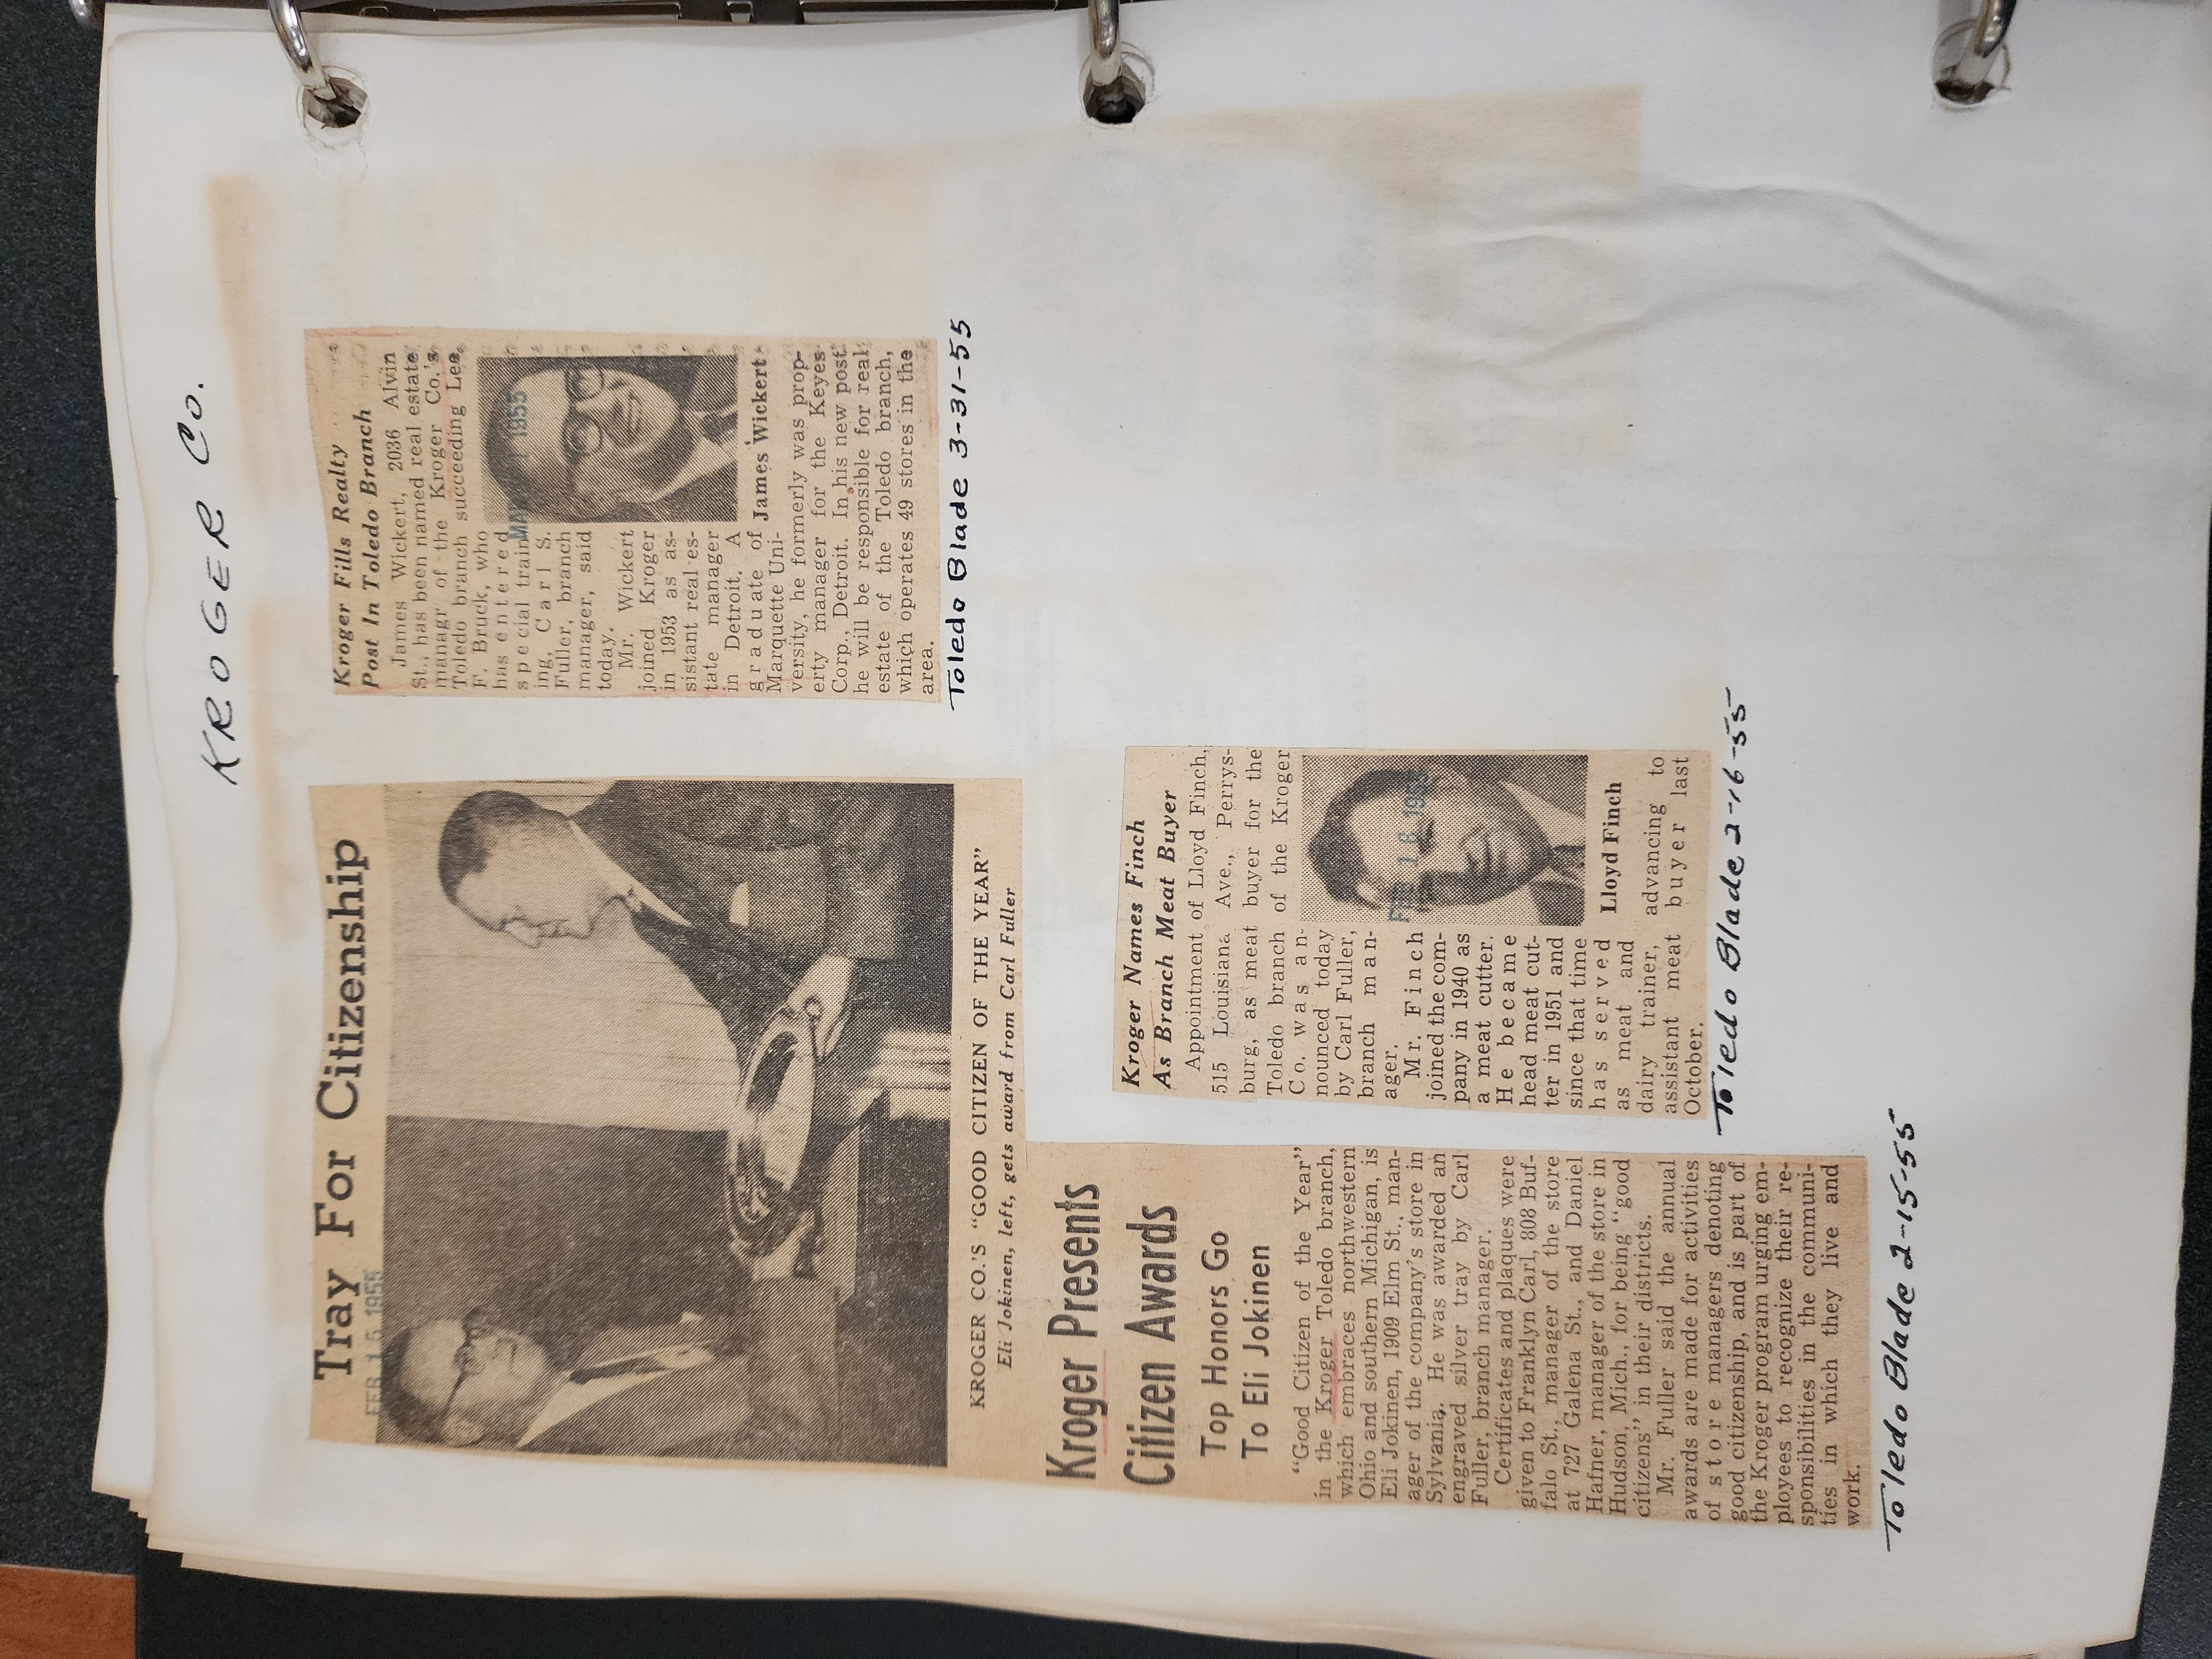 KROGER CO.
Tray For Citizenship
FEB 15 1955
KROGER CO.'S "GOOD CITIZEN OF THE YEAR"
Eli Jokinen, left, gets award from Carl Fuller
Kroger Presents
Citizen Awards
Top Honors Go
To Eli Jokinen
"Good Citizen of the Year"
in the Kroger Toledo branch,
which embraces northwestern
Ohio and southern Michigan, is
Eli Jokinen, 1909 Elm St., man-
ager of the company's store in
Sylvania. He was awarded an
engraved silver tray by Carl
Fuller, branch manager.
Certificates and plaques were
given to Franklyn Carl, 808 Buf-
falo St., manager of the store
at 727 Galena St., and Daniel
Hafner, manager of the store in
Hudson, Mich., for being "good
citizens" in their districts.
Mr. Fuller said the annual
awards are made for activities
of store managers denoting
good citizenship, and is part of
the Kroger program urging em-
ployees to recognize their re-
sponsibilities in the communi-
ties in which they live and
work.
Toledo Blade 2-15-55
Kroger Fills Realty
Post In Toledo Branch
James Wickert, 2036 Alvin
St., has been named real estate
managr of the Kroger Co.'s
Toledo branch succeeding Lee
F. Bruck, who
has entered
special train-
ing, Carl S.
Fuller, branch
manager, said
today.
Mr. Wickert
joined Kroger
in 1953 as as-
sistant real es-
tate manager
in Detroit. A
graduate of
Marquette Uni-
versity, he formerly was prop-
erty manager for the Keyes
Corp., Detroit. In his new post
he will be responsible for real
estate of the Toledo branch,
which operates 49 stores in the
area.
1955
James Wickert
Toledo Blade 3-31-55
Kroger Names Finch
As Branch Meat Buyer
Appointment of Lloyd Finch,
515 Louisiana Ave., Perrys-
burg, as meat buyer for the
Toledo branch of the Kroger
Co. was an-
nounced today
by Carl Fuller,
branch man-
ager.
Mr. Finch
joined the com-
pany in 1940 as
a meat cutter.
He became
head meat cut-
ter in 1951 and
since that time
has served
as meat and
dairy trainer, advancing to
assistant meat buyer last
October.
FEB 16 1955
Lloyd Finch
Toledo Blade 2-16-55